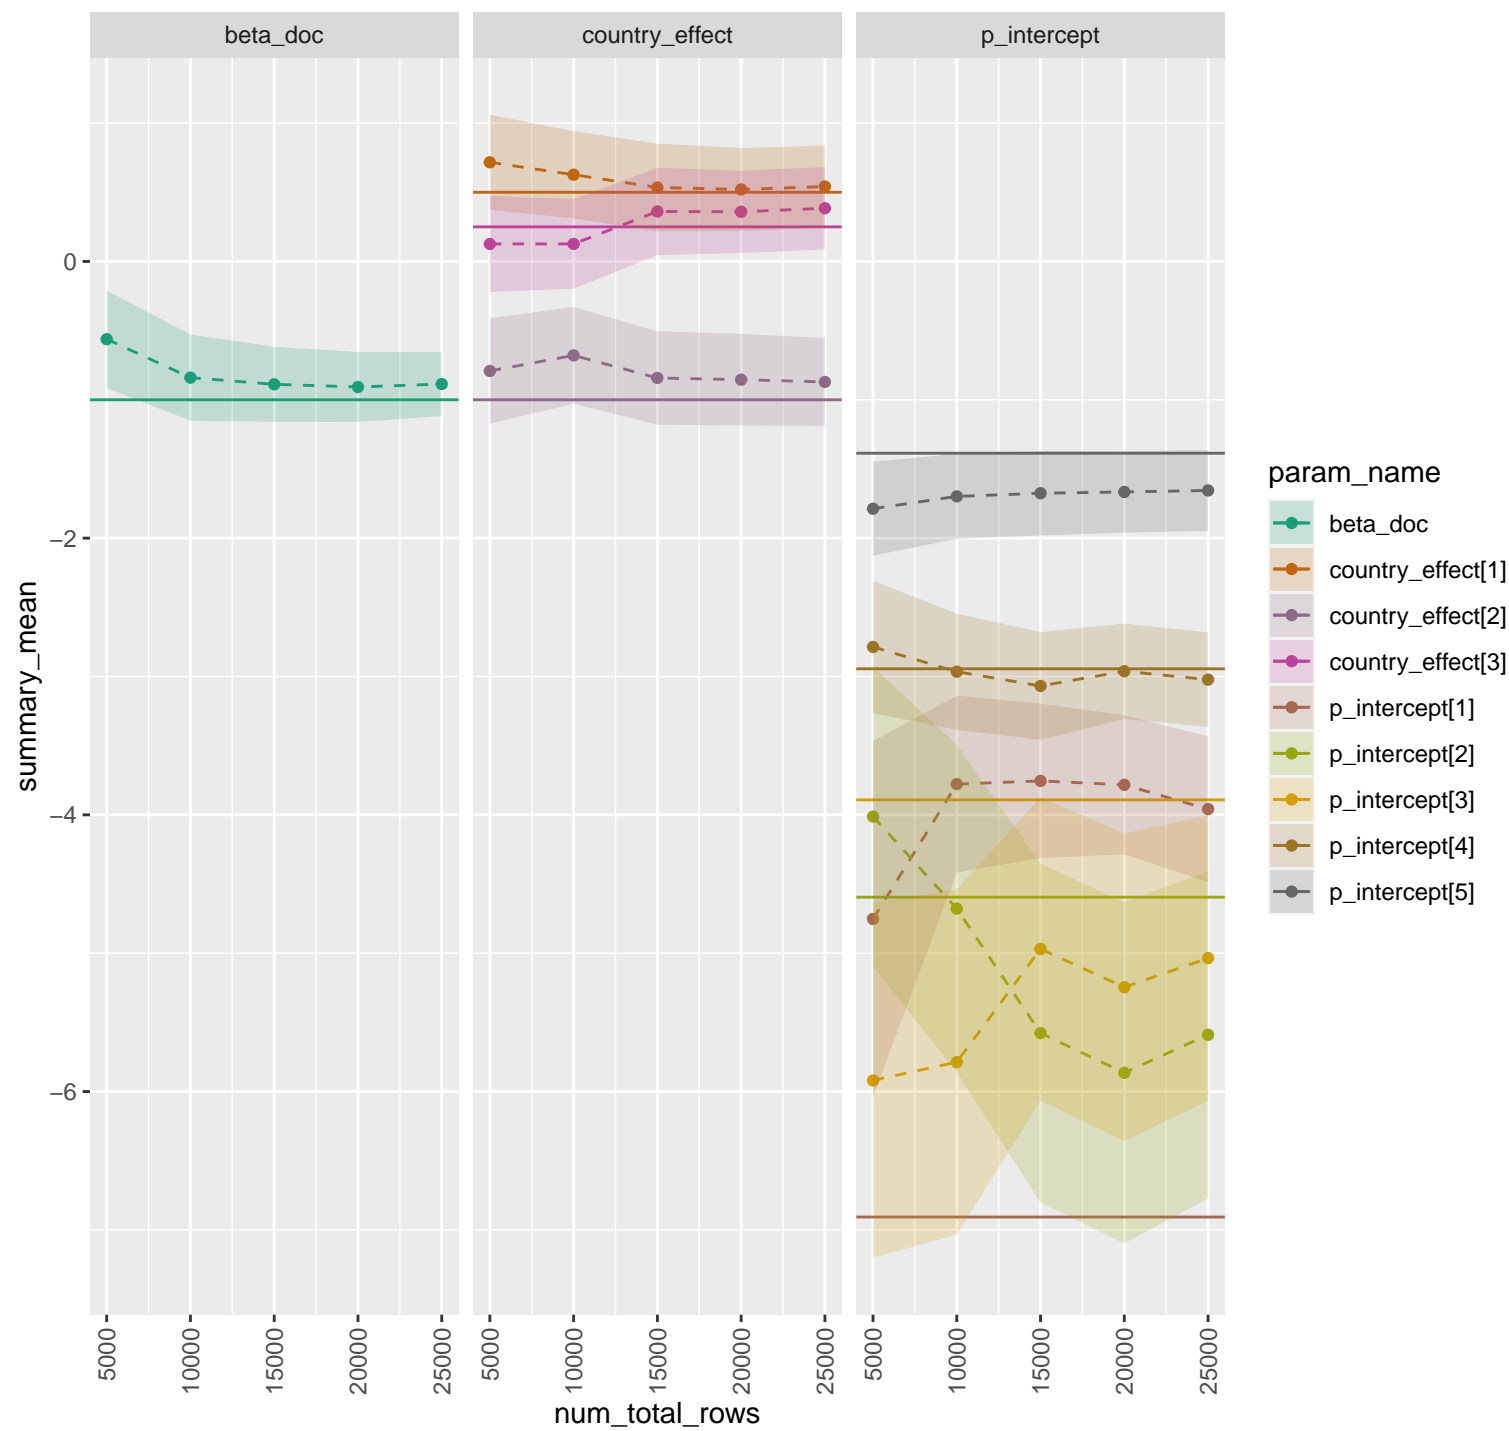 beta_doc
country_effect
p_intercept
summary_mean
0
−2
−4
−6
5000
10000
15000
20000
25000
5000
10000
15000
20000
25000
5000
10000
15000
20000
25000
num_total_rows
param_name
beta_doc
country_effect[1]
country_effect[2]
country_effect[3]
p_intercept[1]
p_intercept[2]
p_intercept[3]
p_intercept[4]
p_intercept[5]